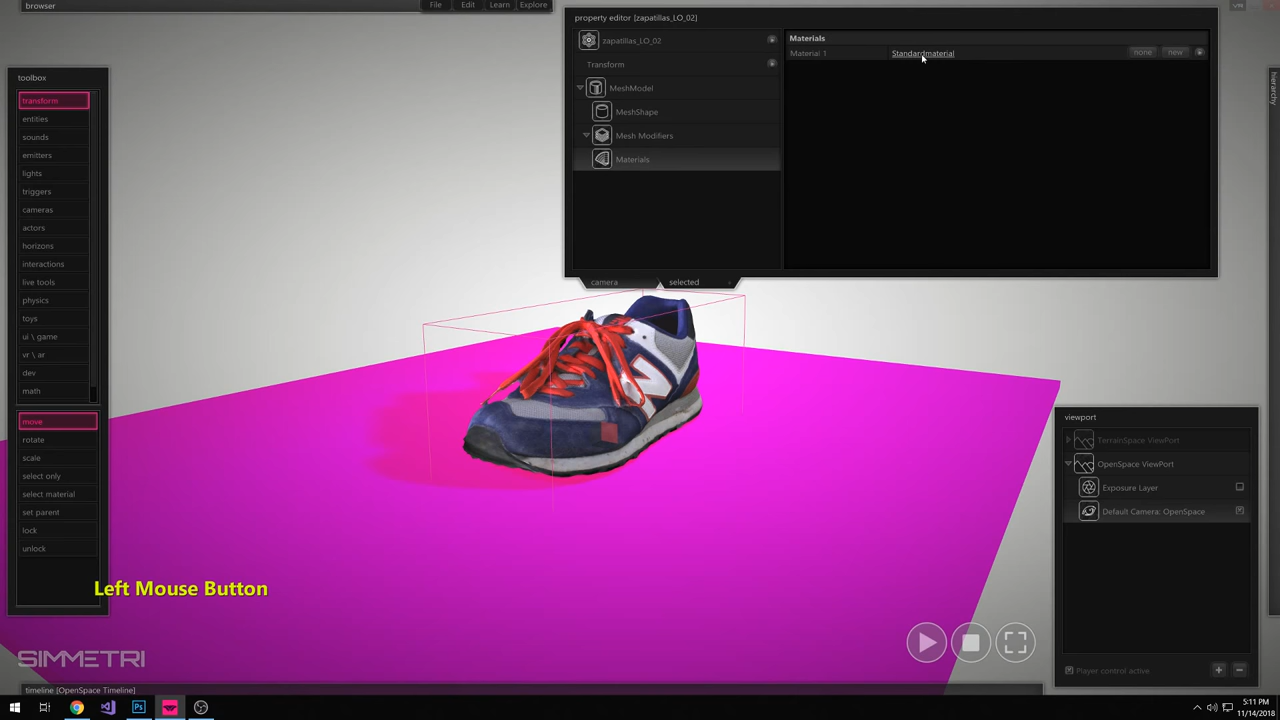 browser
File
Edit
Learn
Explore
VR
property editor [zapatillas_LO_02]
zapatillas_LO_02
Transform
MeshModel
MeshShape
Mesh Modifiers
Materials
Materials
Material 1
Standardmaterial
none
new
camera
selected
hierarchy
toolbox
transform
entities
sounds
emitters
lights
triggers
cameras
actors
horizons
interactions
live tools
physics
toys
ui \ game
vr \ ar
dev
math
move
rotate
scale
select only
select material
set parent
lock
unlock
N
Left Mouse Button
viewport
TerrainSpace ViewPort
OpenSpace ViewPort
Exposure Layer
Default Camera: OpenSpace
Player control active
SIMMETRI
timeline [OpenSpace Timeline]
Ps
5:11 PM
11/14/2018